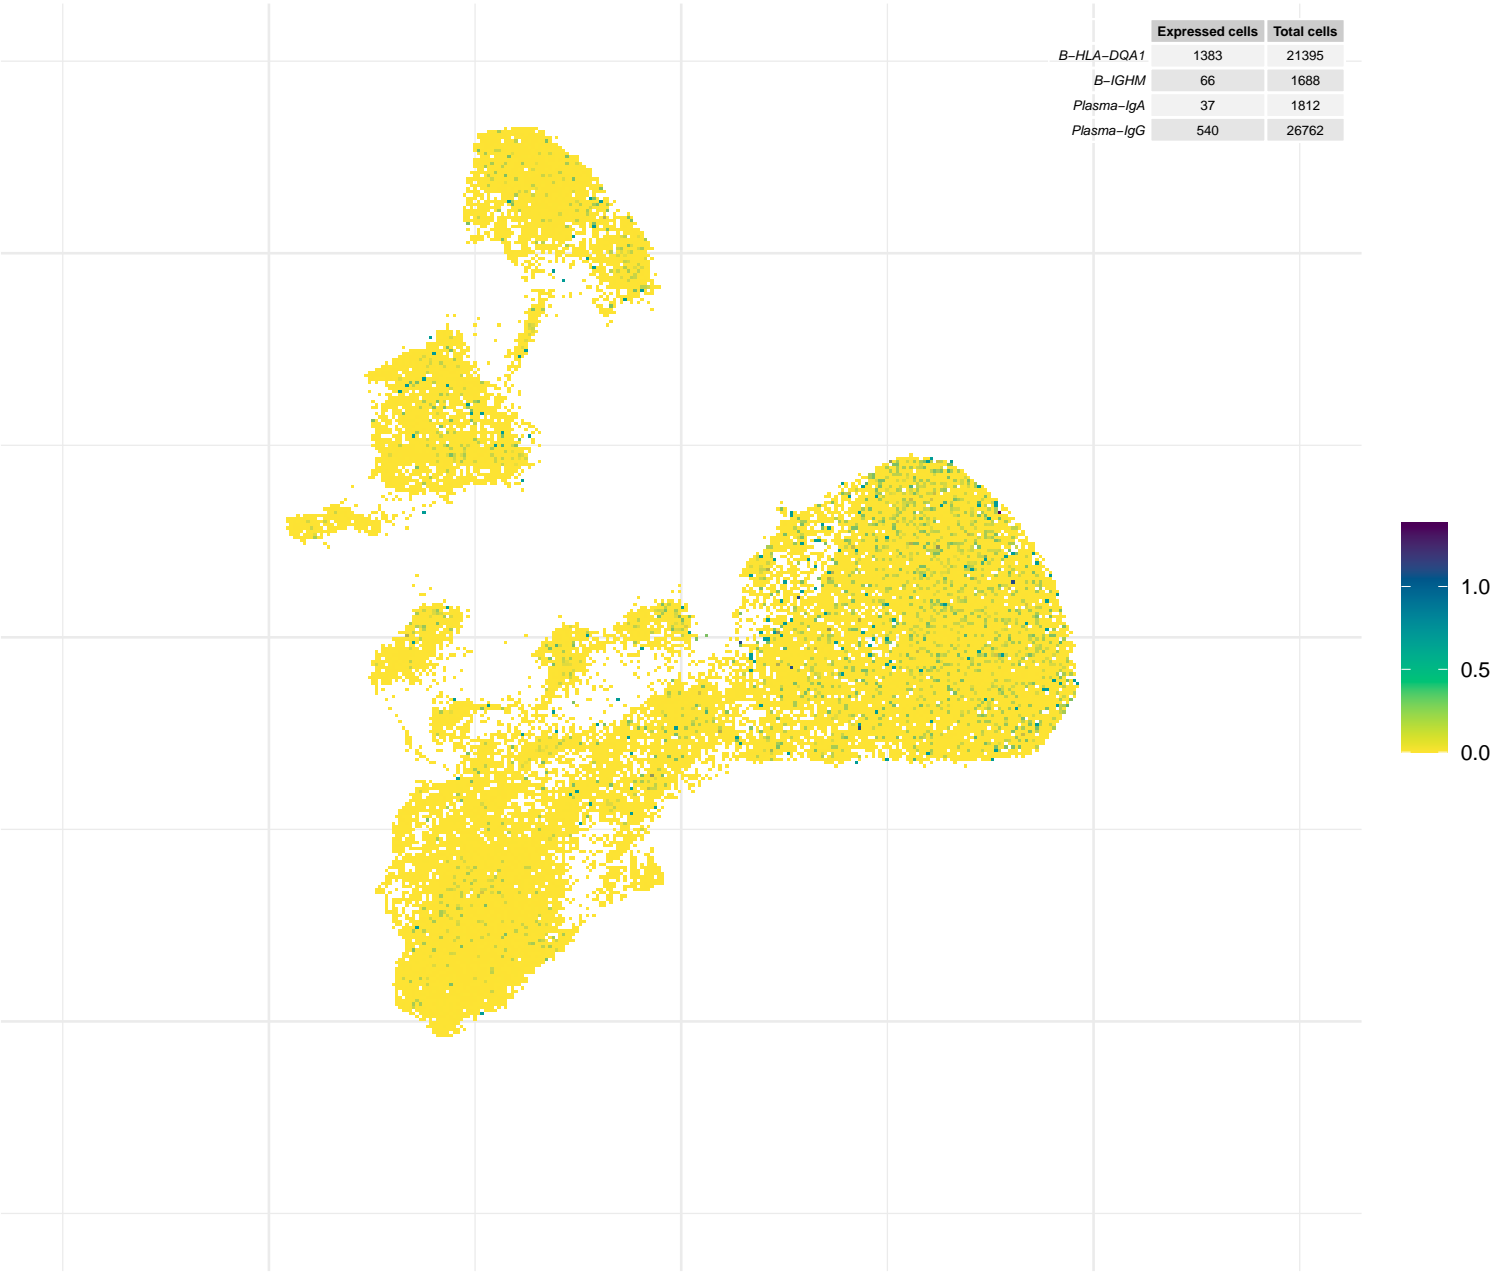 Expressed cells Total cells
B−HLA−DQA1 1383 21395
B−IGHM 66 1688
Plasma−IgA 37 1812
Plasma−IgG 540 26762
1.0
0.5
0.0